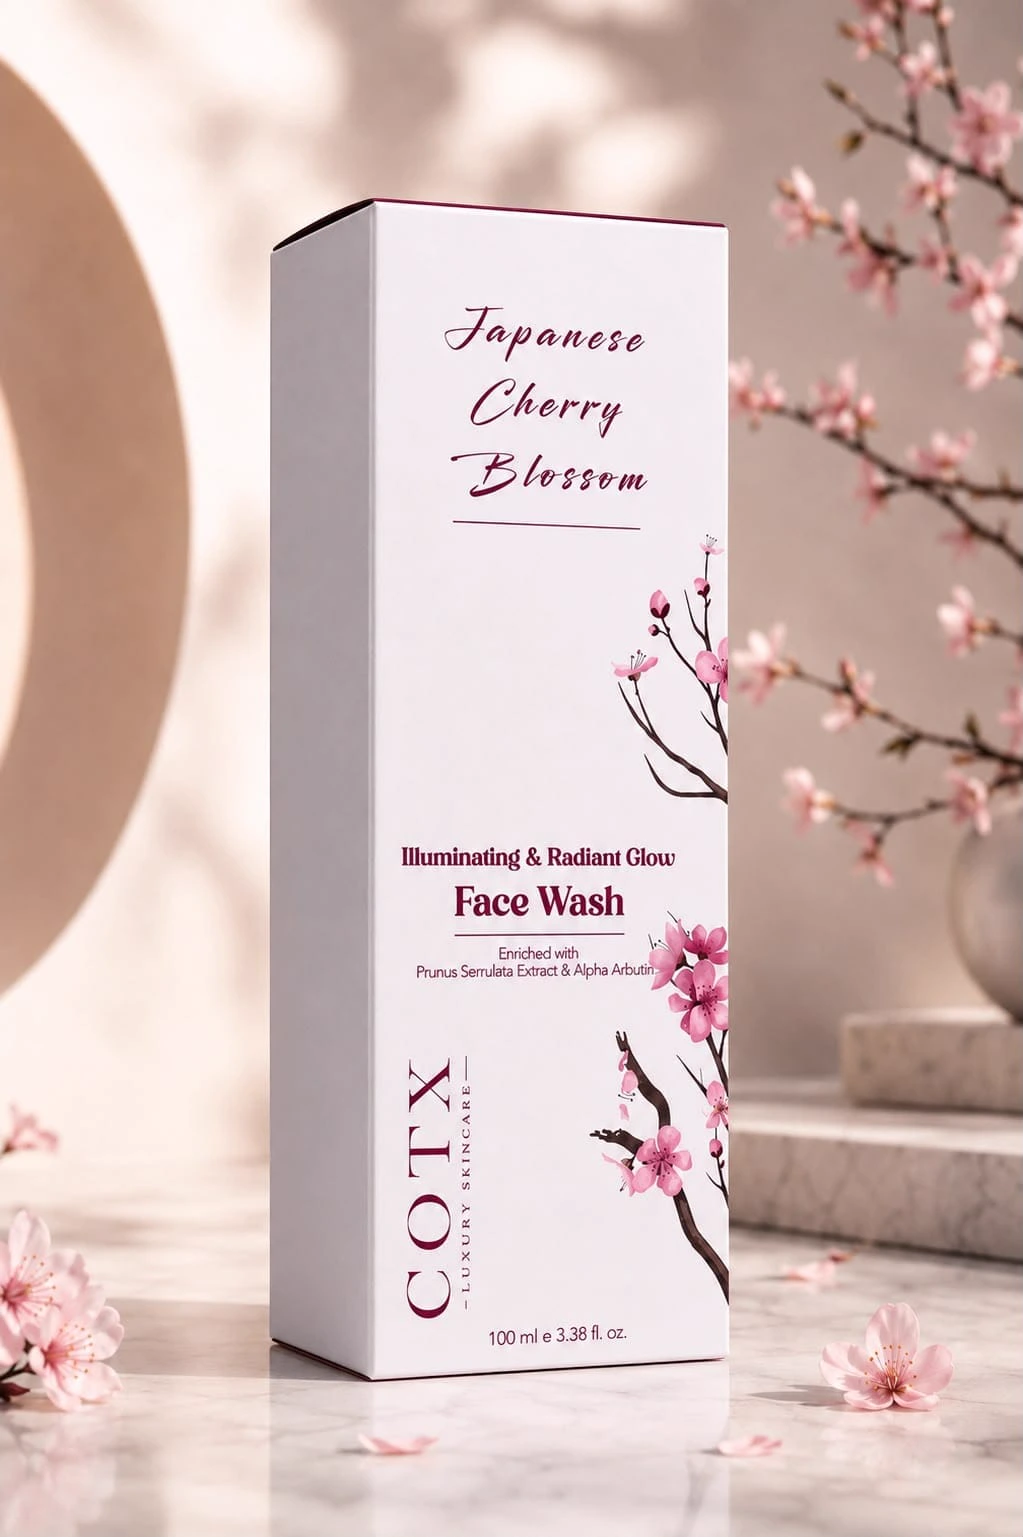 Japanese
Cherry
Blossom
Illuminating & Radiant Glow
Face Wash
Enriched with
Prunus Serrulata Extract & Alpha Arbutin
COTX
– LUXURY SKINCARE –
100 ml e 3.38 fl. oz.